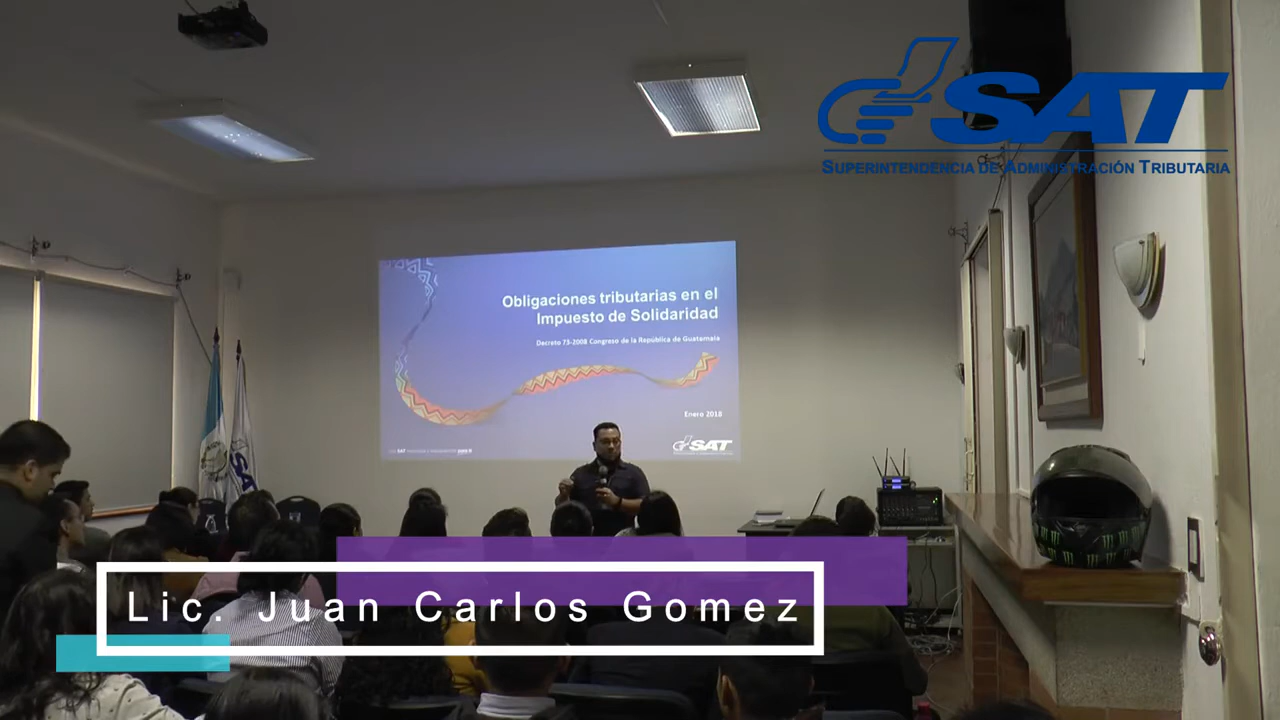 SAT
SUPERINTENDENCIA DE ADMINISTRACIÓN TRIBUTARIA
Obligaciones tributarias en el
Impuesto de Solidaridad
Decreto 73-2008 Congreso de la República de Guatemala
Enero 2018
SAT
Lic. Juan Carlos Gomez